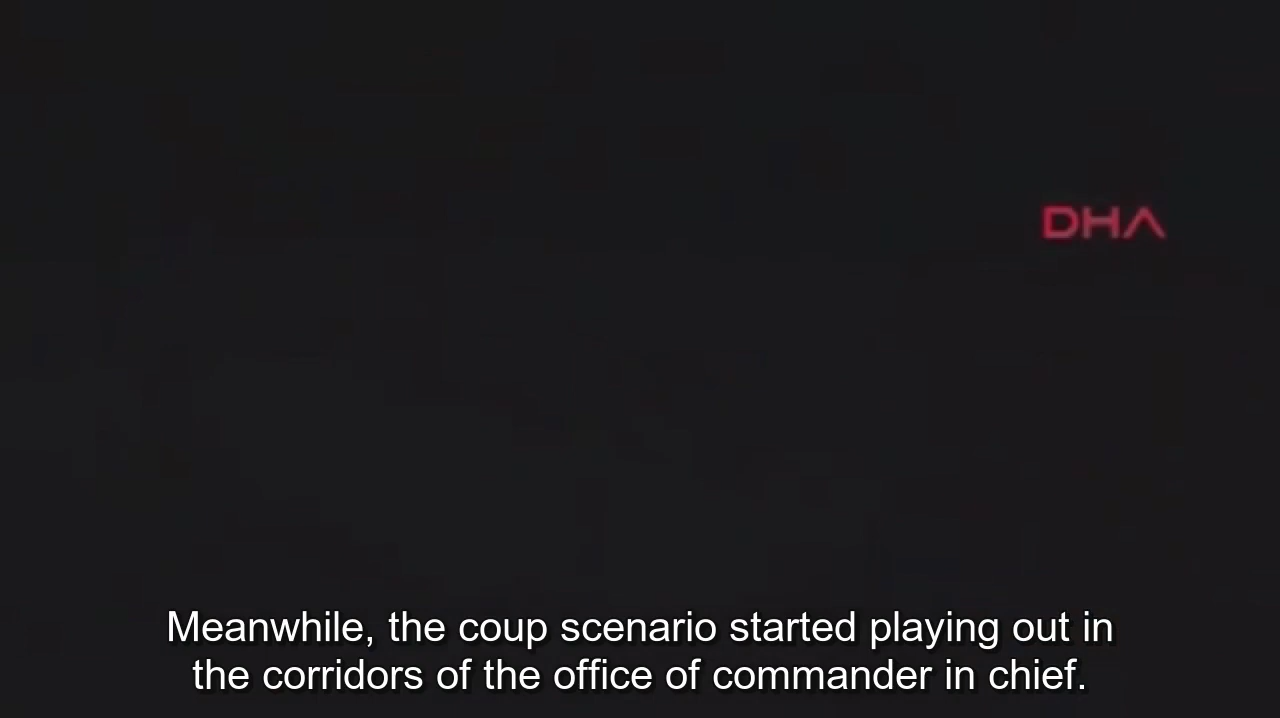 DHA
Meanwhile, the coup scenario started playing out in
the corridors of the office of commander in chief.